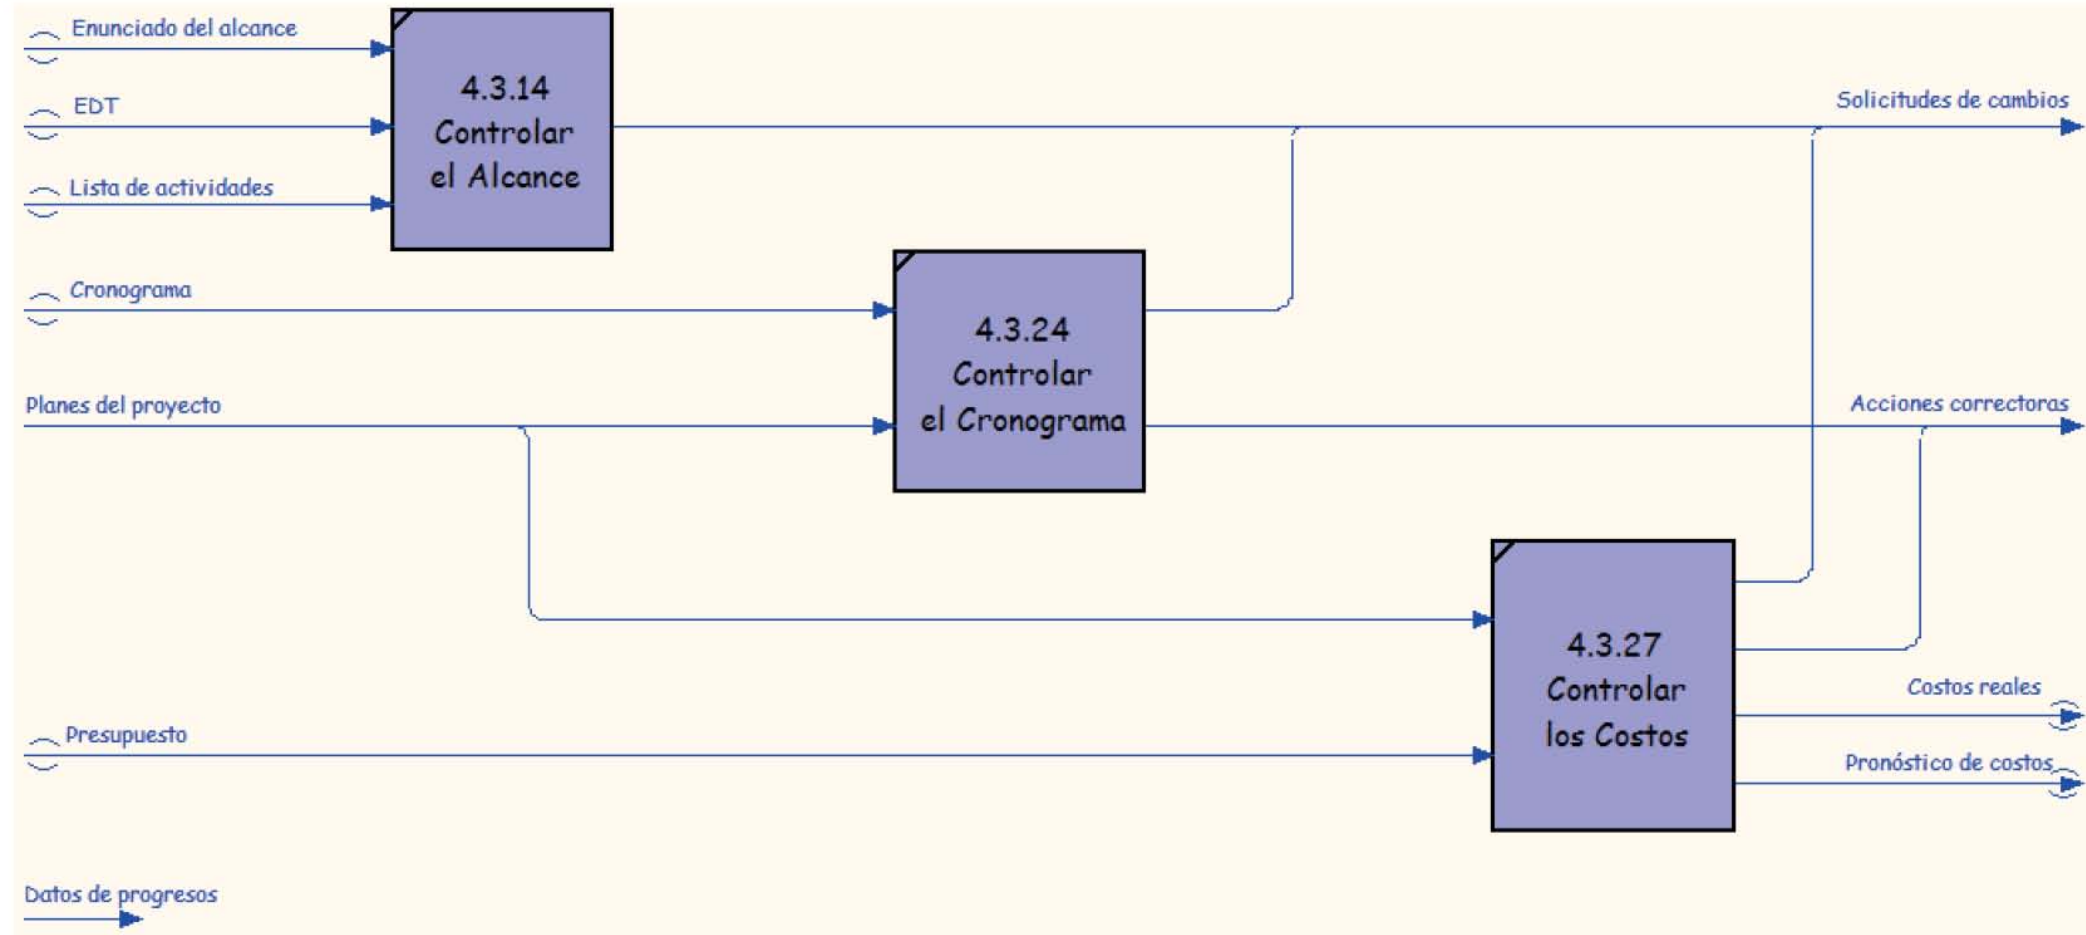 Enunciado del alcance
EDT
Lista de actividades
4.3.14
Controlar
el Alcance
Solicitudes de cambios
Cronograma
4.3.24
Controlar
el Cronograma
Planes del proyecto
Acciones correctoras
4.3.27
Controlar
los Costos
Costos reales
Presupuesto
Pronóstico de costos
Datos de progresos